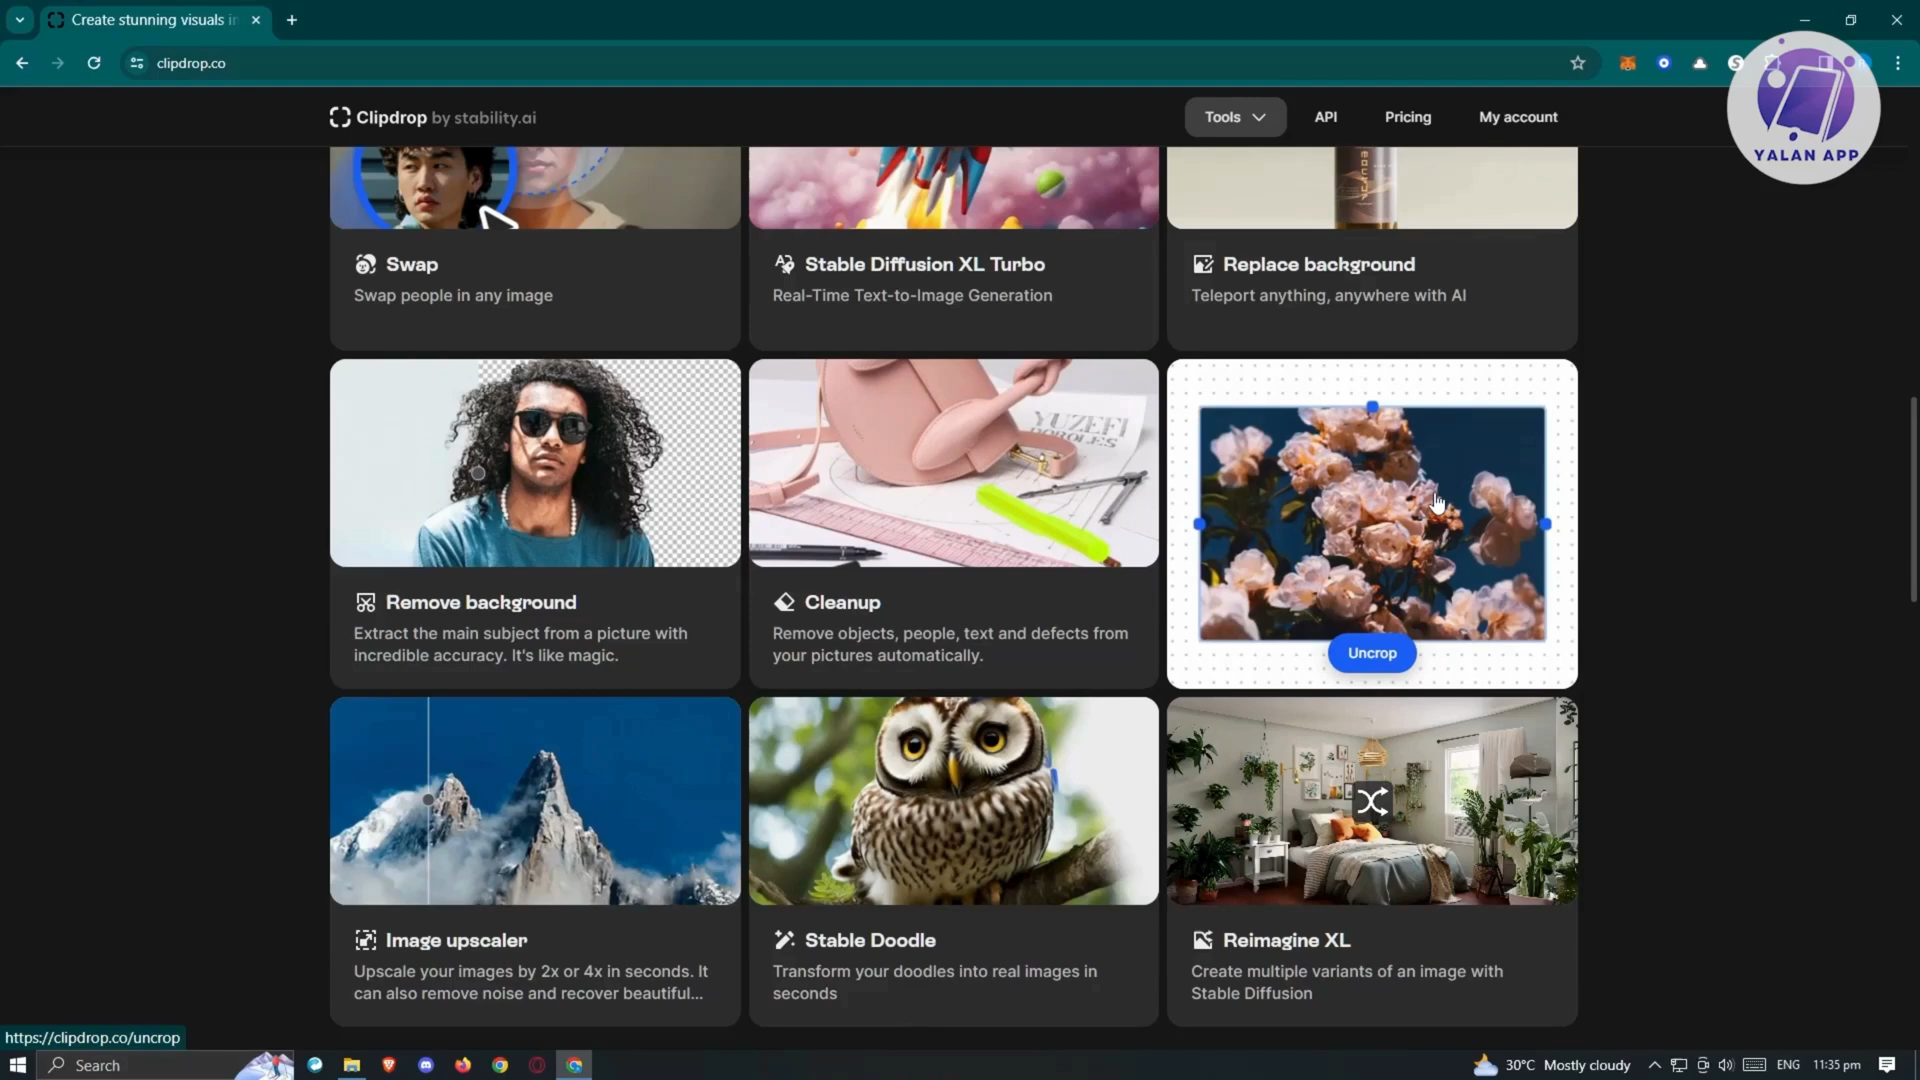 Create stunning visuals in
clipdrop.co
YALAN APP
Clipdrop by stability.ai
Tools
API
Pricing
My account
Swap
Swap people in any image
Stable Diffusion XL Turbo
Real-Time Text-to-Image Generation
Replace background
Teleport anything, anywhere with AI
YUZEFI
Remove background
Extract the main subject from a picture with
incredible accuracy. It's like magic.
Cleanup
Remove objects, people, text and defects from
your pictures automatically.
Uncrop
Image upscaler
Upscale your images by 2x or 4x in seconds. It
can also remove noise and recover beautiful...
Stable Doodle
Transform your doodles into real images in
seconds
Reimagine XL
Create multiple variants of an image with
Stable Diffusion
https://clipdrop.co/uncrop
Search
30°C Mostly cloudy
ENG
11:35 pm